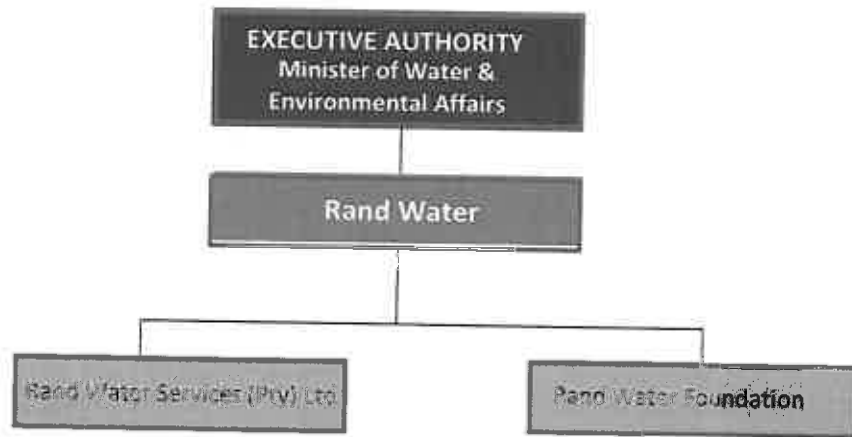 EXECUTIVE AUTHORITY
Minister of Water &
Environmental Affairs
Rand Water
Rand Water Services (Pty) Ltd
Rand Water Foundation